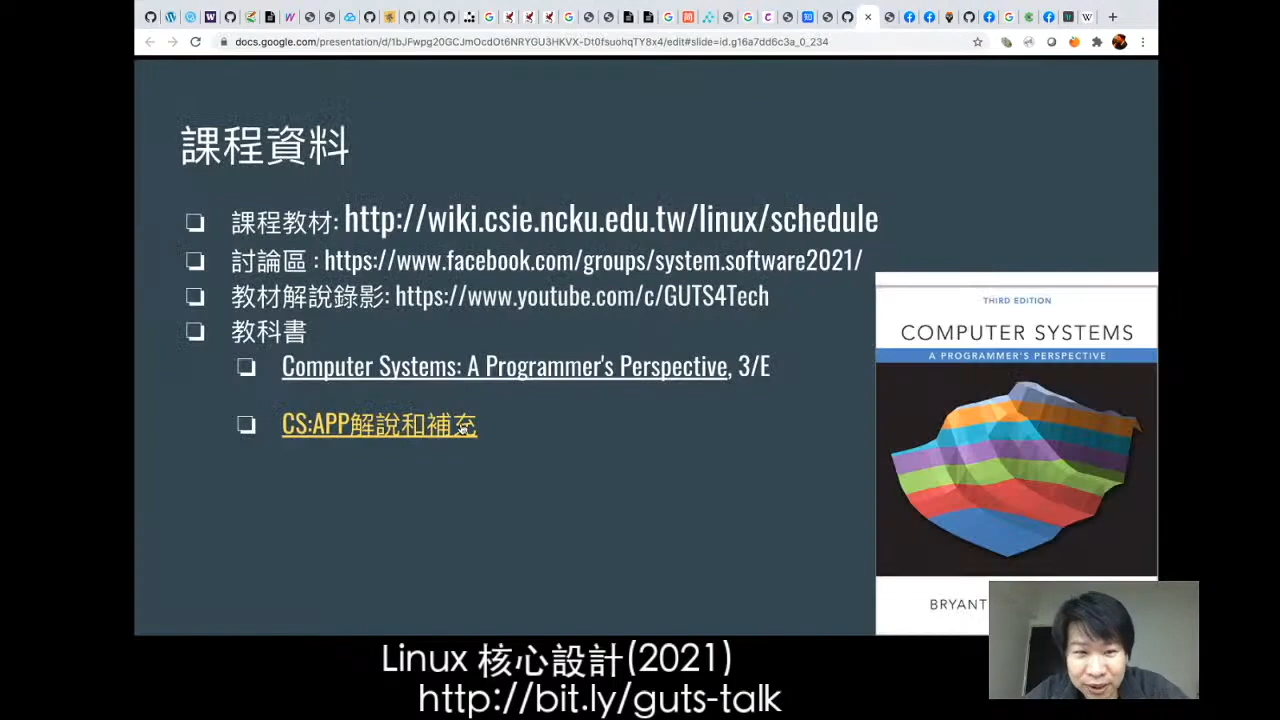 docs.google.com/presentation/d/1bJFwpg20GCJmOcdOt6NRYGU3HKVX-Dt0fsuohqTY8x4/edit#slide=id.g16a7dd6c3a_0_234
課程資料
課程教材: http://wiki.csie.ncku.edu.tw/linux/schedule
討論區 : https://www.facebook.com/groups/system.software2021/
教材解說錄影: https://www.youtube.com/c/GUTS4Tech
教科書
Computer Systems: A Programmer's Perspective, 3/E
CS:APP解說和補充
THIRD EDITION
COMPUTER SYSTEMS
A PROGRAMMER'S PERSPECTIVE
BRYANT
Linux 核心設計(2021)
http://bit.ly/guts-talk